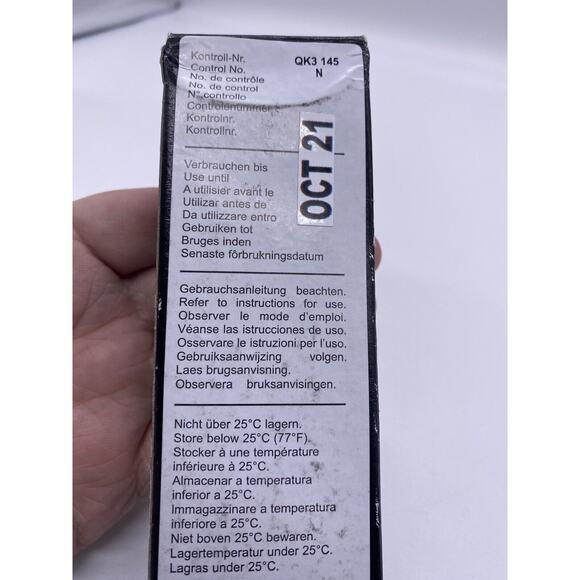 Kontroll-Nr. QK3 145
Control No. N
No. de contrôle
No. de control
N° controllo
Controlenummer
Kontrolnr.
Kontrollnr.
OCT 21
Verbrauchen bis
Use until
A utilisier avant le
Utilizar antes de
Da utilizzare entro
Gebruiken tot
Bruges inden
Senaste förbrukningsdatum
Gebrauchsanleitung beachten.
Refer to instructions for use.
Observer le mode d'emploi.
Véanse las istrucciones de uso.
Osservare le istruzioni per l'uso.
Gebruiksaanwijzing volgen.
Laes brugsanvisning.
Observera bruksanvisingen.
Nicht über 25°C lagern.
Store below 25°C (77°F).
Stocker à une température
inférieure à 25°C.
Almacenar a temperatura
inferior a 25°C.
Immagazzinare a temperatura
inferiore a 25°C.
Niet boven 25°C bewaren.
Lagertemperatur under 25°C.
Lagras under 25°C.